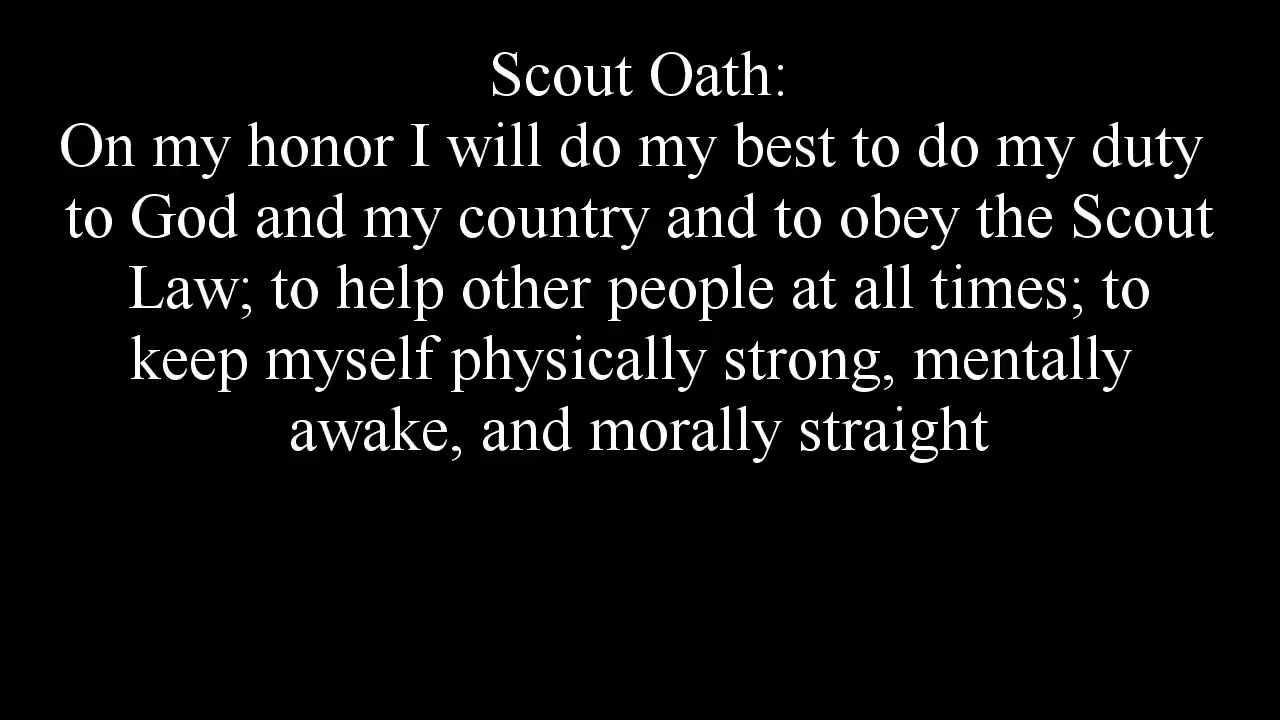 Scout Oath:
On my honor I will do my best to do my duty
to God and my country and to obey the Scout
Law; to help other people at all times; to
keep myself physically strong, mentally
awake, and morally straight